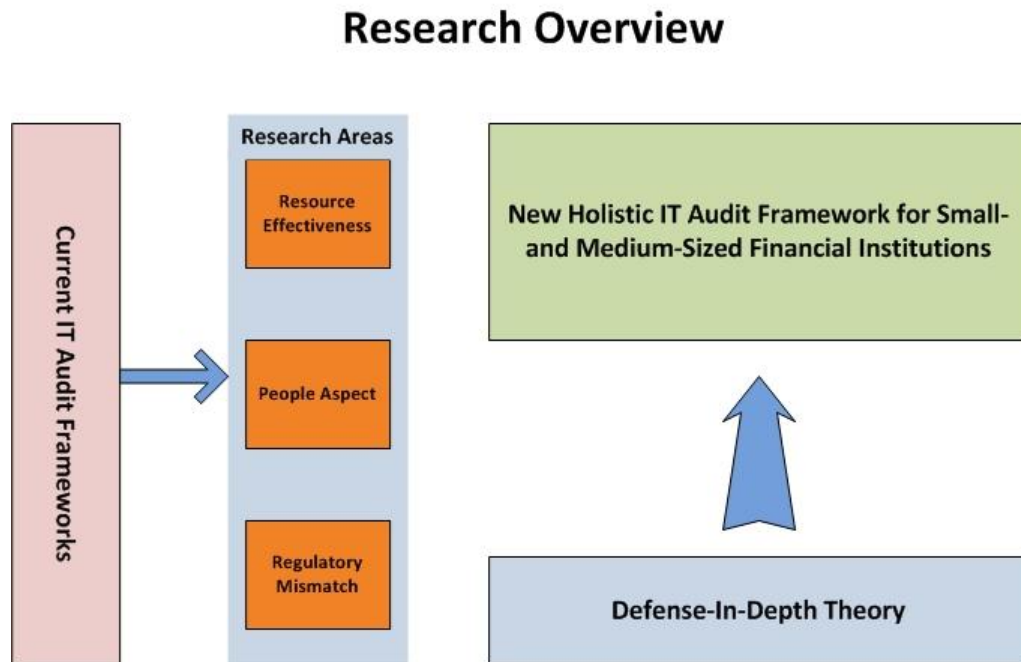 Research Overview
Current IT Audit Frameworks
Research Areas
Resource
Effectiveness
People Aspect
Regulatory
Mismatch
New Holistic IT Audit Framework for Small-
and Medium-Sized Financial Institutions
Defense-In-Depth Theory